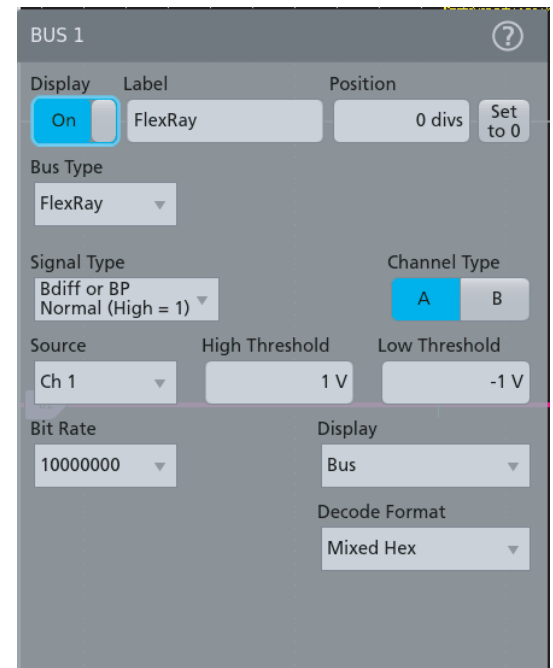 BUS 1
?
Display Label Position
On FlexRay 0 divs Set to 0
Bus Type
FlexRay
Signal Type Channel Type
Bdiff or BP
Normal (High = 1) A B
Source High Threshold Low Threshold
Ch 1 1 V -1 V
Bit Rate Display
10000000 Bus
Decode Format
Mixed Hex